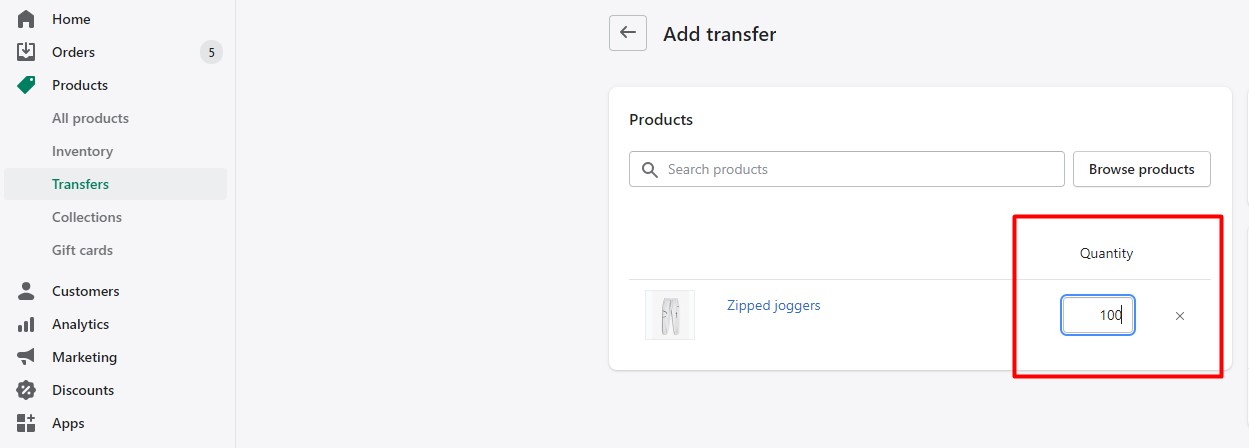 Home
Orders 5
Products
All products
Inventory
Transfers
Collections
Gift cards
Customers
Analytics
Marketing
Discounts
Apps
Add transfer
Products
Search products Browse products
Quantity
Zipped joggers 100